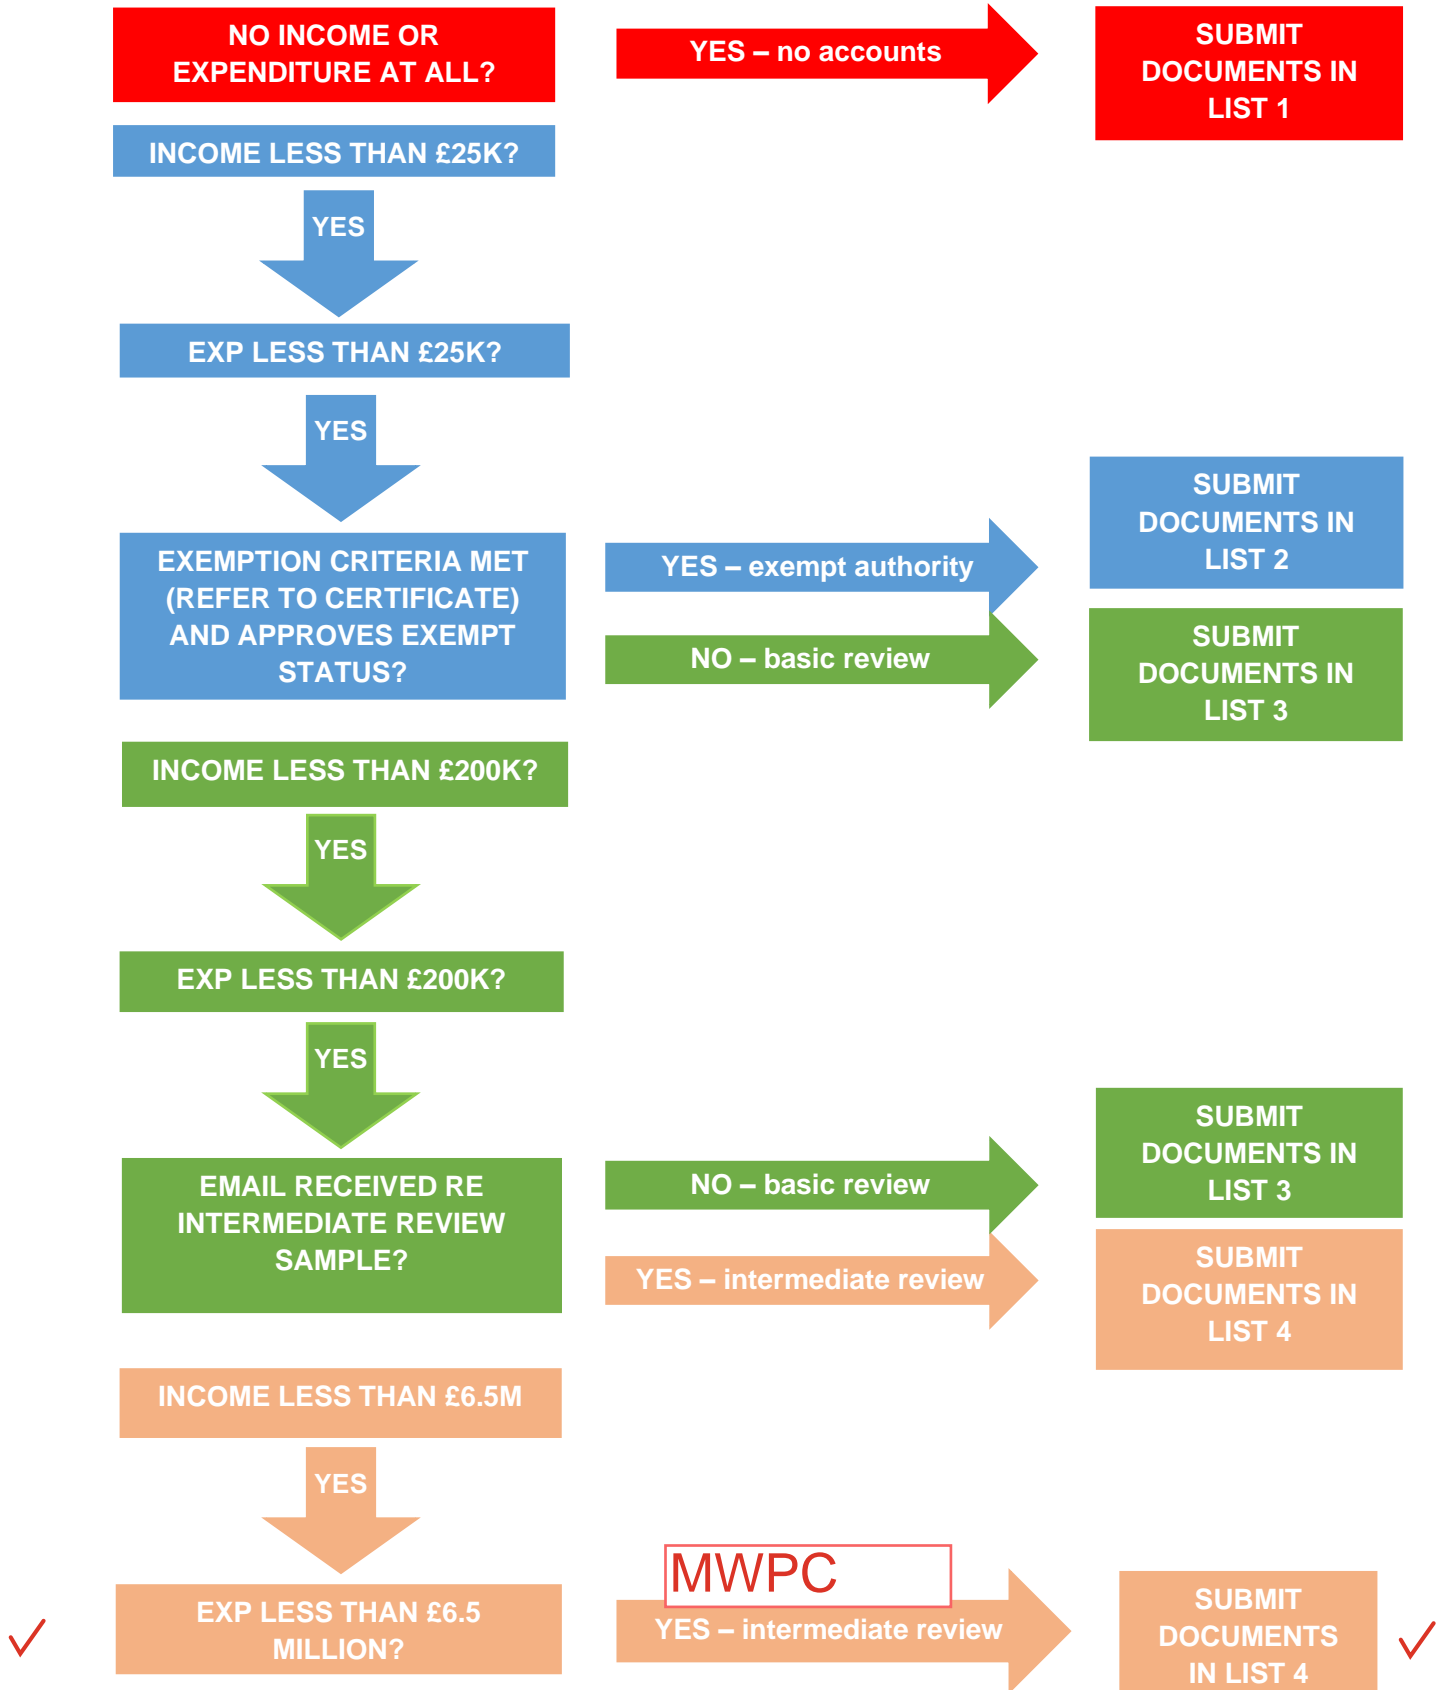 NO INCOME OR
EXPENDITURE AT ALL?
YES – no accounts
SUBMIT
DOCUMENTS IN
LIST 1
INCOME LESS THAN £25K?
YES
EXP LESS THAN £25K?
YES
EXEMPTION CRITERIA MET
(REFER TO CERTIFICATE)
AND APPROVES EXEMPT
STATUS?
YES – exempt authority
SUBMIT
DOCUMENTS IN
LIST 2
NO – basic review
SUBMIT
DOCUMENTS IN
LIST 3
INCOME LESS THAN £200K?
YES
EXP LESS THAN £200K?
YES
EMAIL RECEIVED RE
INTERMEDIATE REVIEW
SAMPLE?
NO – basic review
SUBMIT
DOCUMENTS IN
LIST 3
YES – intermediate review
SUBMIT
DOCUMENTS IN
LIST 4
INCOME LESS THAN £6.5M
YES
EXP LESS THAN £6.5
MILLION?
MWPC
YES – intermediate review
SUBMIT
DOCUMENTS
IN LIST 4